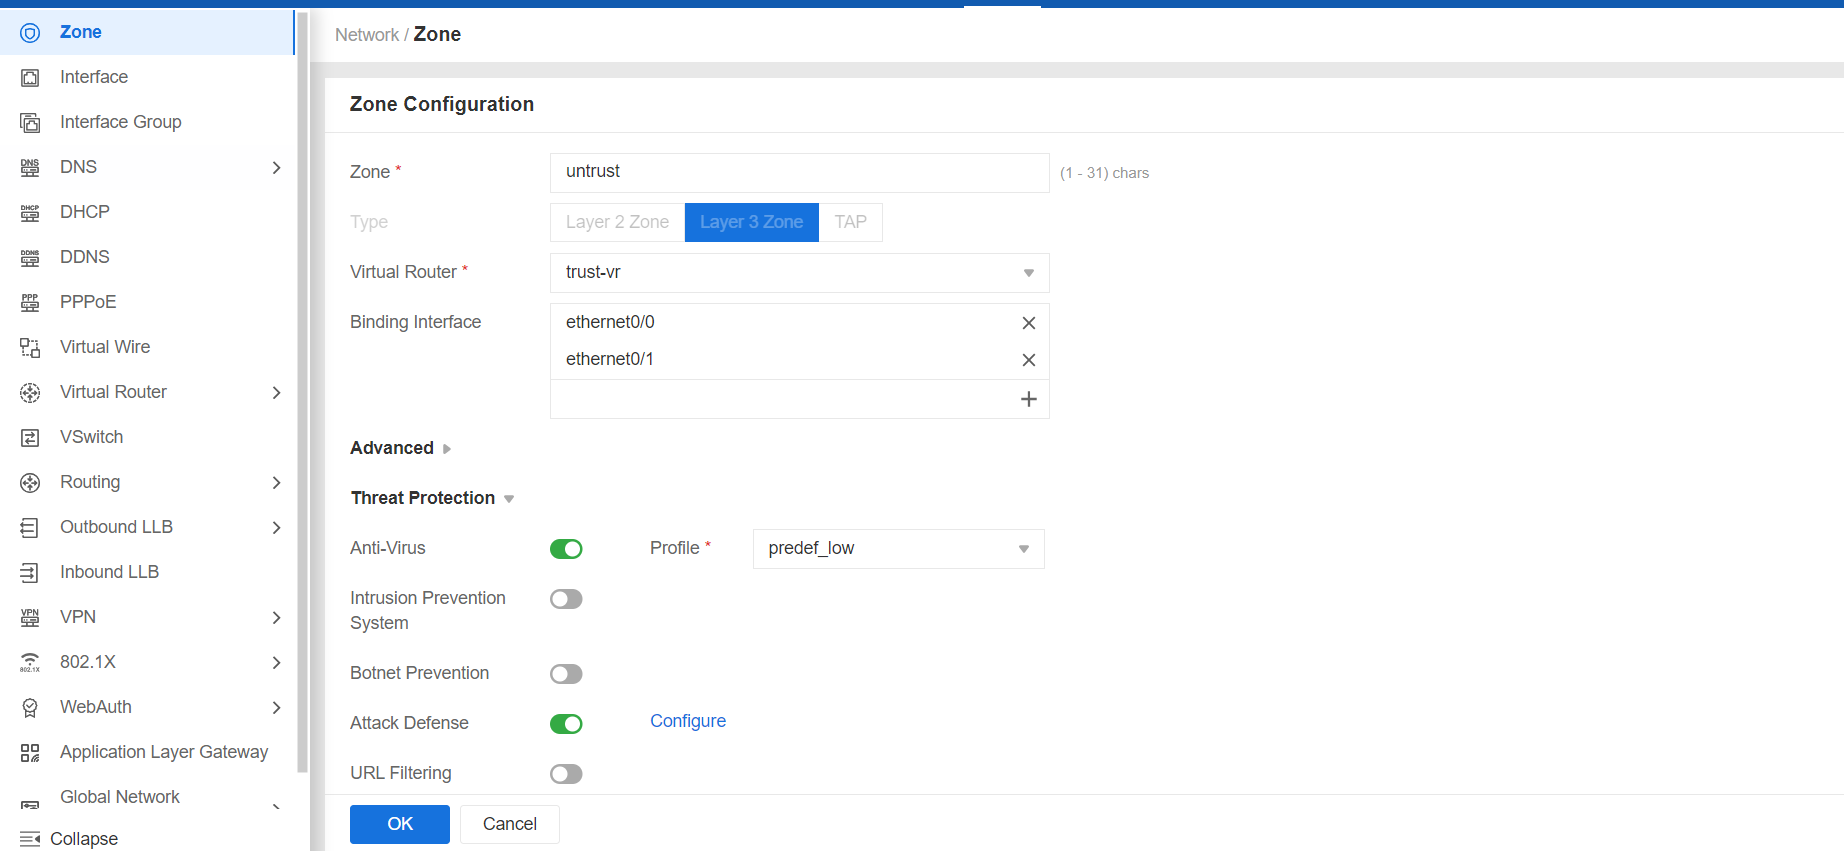 Zone
Interface
Interface Group
DNS
DHCP
DDNS
PPPoE
Virtual Wire
Virtual Router
VSwitch
Routing
Outbound LLB
Inbound LLB
VPN
802.1X
WebAuth
Application Layer Gateway
Global Network
Collapse
Network / Zone
Zone Configuration
Zone * untrust (1 - 31) chars
Type Layer 2 Zone Layer 3 Zone TAP
Virtual Router * trust-vr
Binding Interface ethernet0/0
ethernet0/1
Advanced
Threat Protection
Anti-Virus Profile * predef_low
Intrusion Prevention
System
Botnet Prevention
Attack Defense Configure
URL Filtering
OK Cancel